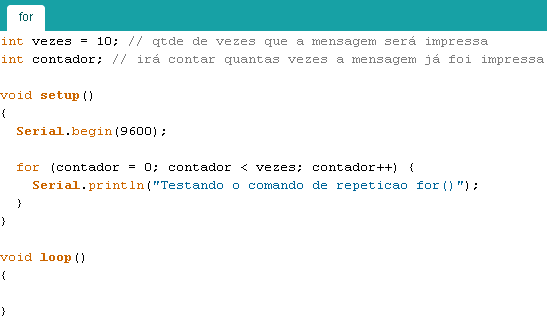 for
int vezes = 10; // qtde de vezes que a mensagem será impressa
int contador; // irá contar quantas vezes a mensagem já foi impressa
void setup()
{
Serial.begin(9600);
for (contador = 0; contador < vezes; contador++) {
Serial.println("Testando o comando de repeticao for()");
}
}
void loop()
{
}